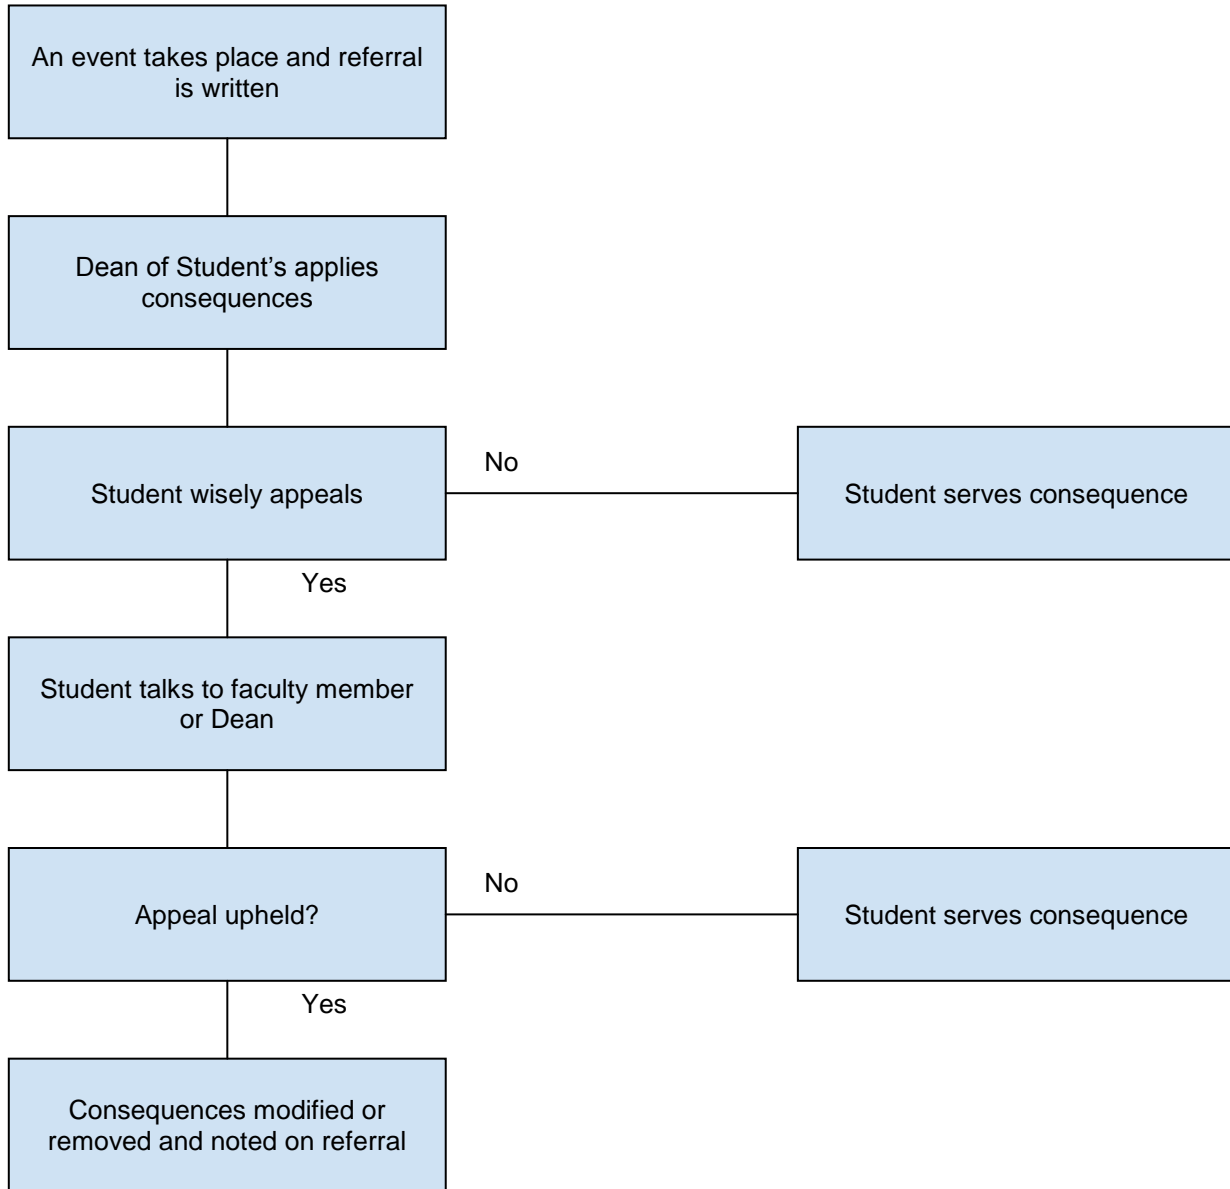 An event takes place and referral
is written
Dean of Student’s applies
consequences
Student wisely appeals
No
Student serves consequence
Yes
Student talks to faculty member
or Dean
Appeal upheld?
No
Student serves consequence
Yes
Consequences modified or
removed and noted on referral